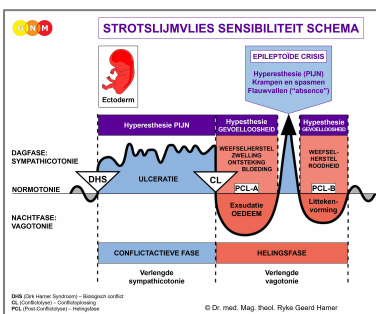 GNM
STROTSLIJMVLIES SENSIBILITEIT SCHEMA
EPILEPTOÏDE CRISIS
Hyperesthesie (PIJN)
Krampen en spasmen
Flauwvallen (“absence”)
Ectoderm
Hyperesthesie PIJN
Hyposthesie
GEVOELLOOSHEID
Hyposthesie
GEVOELLOOSHEID
DAGFASE:
SYMPATHICOTONIE
WEEFSELHERSTEL
ZWELLING
ONTSTEKING
BLOEDING
WEEFSEL-
HERSTEL
ROODHEID
ULCERATIE
DHS
CL
NORMOTONIE
PCL-A
PCL-B
NACHTFASE:
VAGOTONIE
Exsudatie
OEDEEM
Litteken-
vorming
CONFLICTACTIEVE FASE
HELINGSFASE
Verlengde
sympathicotonie
Verlengde
vagotonie
DHS (Dirk Hamer Syndroom) – Biologisch conflict
CL (Conflictolyse) – Conflictoplossing
PCL (Post-Conflictolyse) – Helingsfase
© Dr. med. Mag. theol. Ryke Geerd Hamer